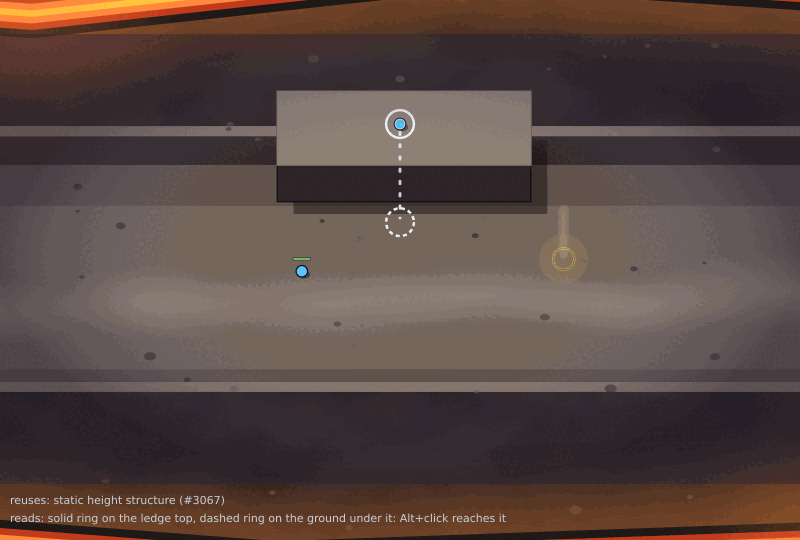 reuses: static height structure (#3067)
reads: solid ring on the ledge top, dashed ring on the ground under it: Alt+click reaches it